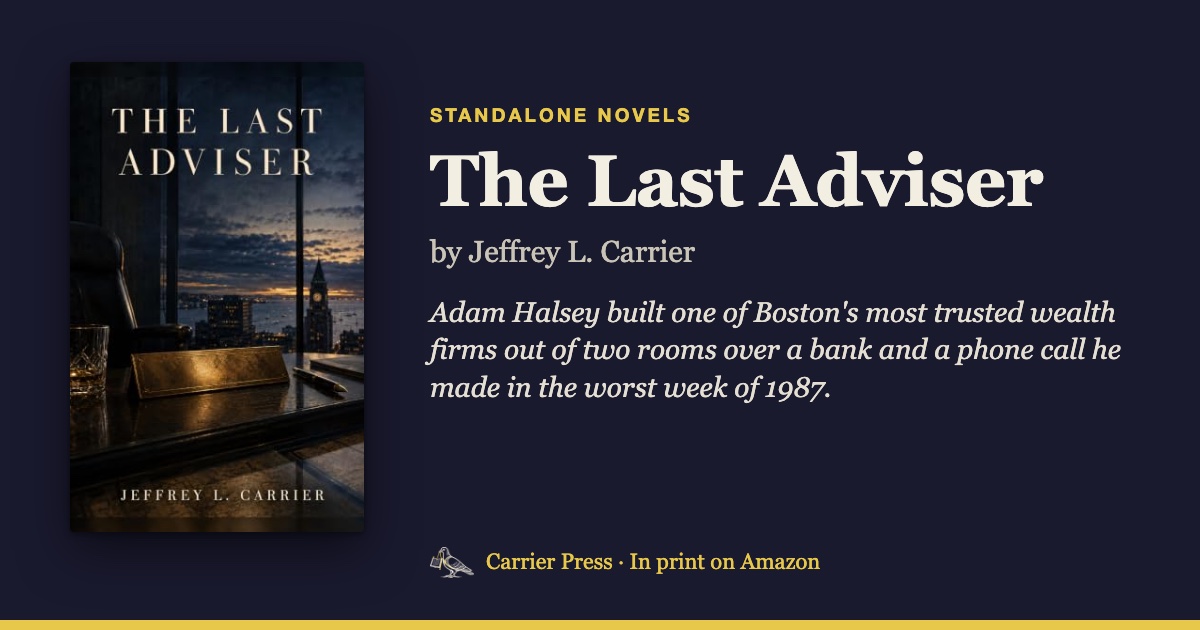 THE LAST
ADVISER
JEFFREY L. CARRIER
STANDALONE NOVELS
The Last Adviser
by Jeffrey L. Carrier
Adam Halsey built one of Boston's most trusted wealth
firms out of two rooms over a bank and a phone call he
made in the worst week of 1987.
Carrier Press · In print on Amazon